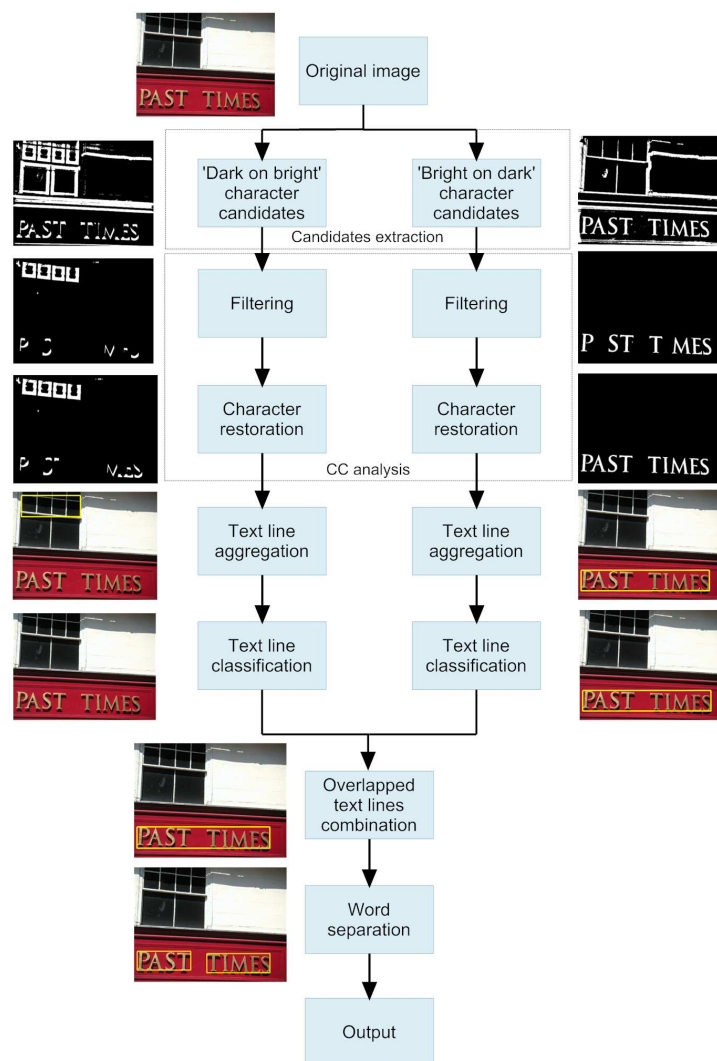 Original image
PAST TIMES
'Dark on bright'
character
candidates
'Bright on dark'
character
candidates
PAST TIMES
PAST TIMES
Candidates extraction
Filtering
Filtering
P ST T MES
Character
restoration
Character
restoration
PAST TIMES
CC analysis
Text line
aggregation
Text line
aggregation
PAST TIMES
PAST TIMES
Text line
classification
Text line
classification
PAST TIMES
PAST TIMES
Overlapped
text lines
combination
PAST TIMES
Word
separation
PAST TIMES
Output